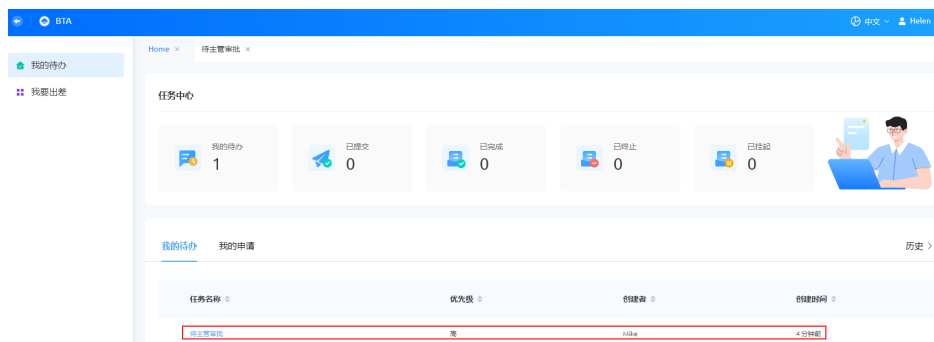 BTA 中文 Helen
Home × 待主管审批 ×
我的待办
我要出差
任务中心
我的待办 已提交 已完成 已终止 已挂起
1 0 0 0 0
我的待办 我的申请 历史
任务名称 优先级 创建者 创建时间
待主管审批 高 Mike 4 分钟前